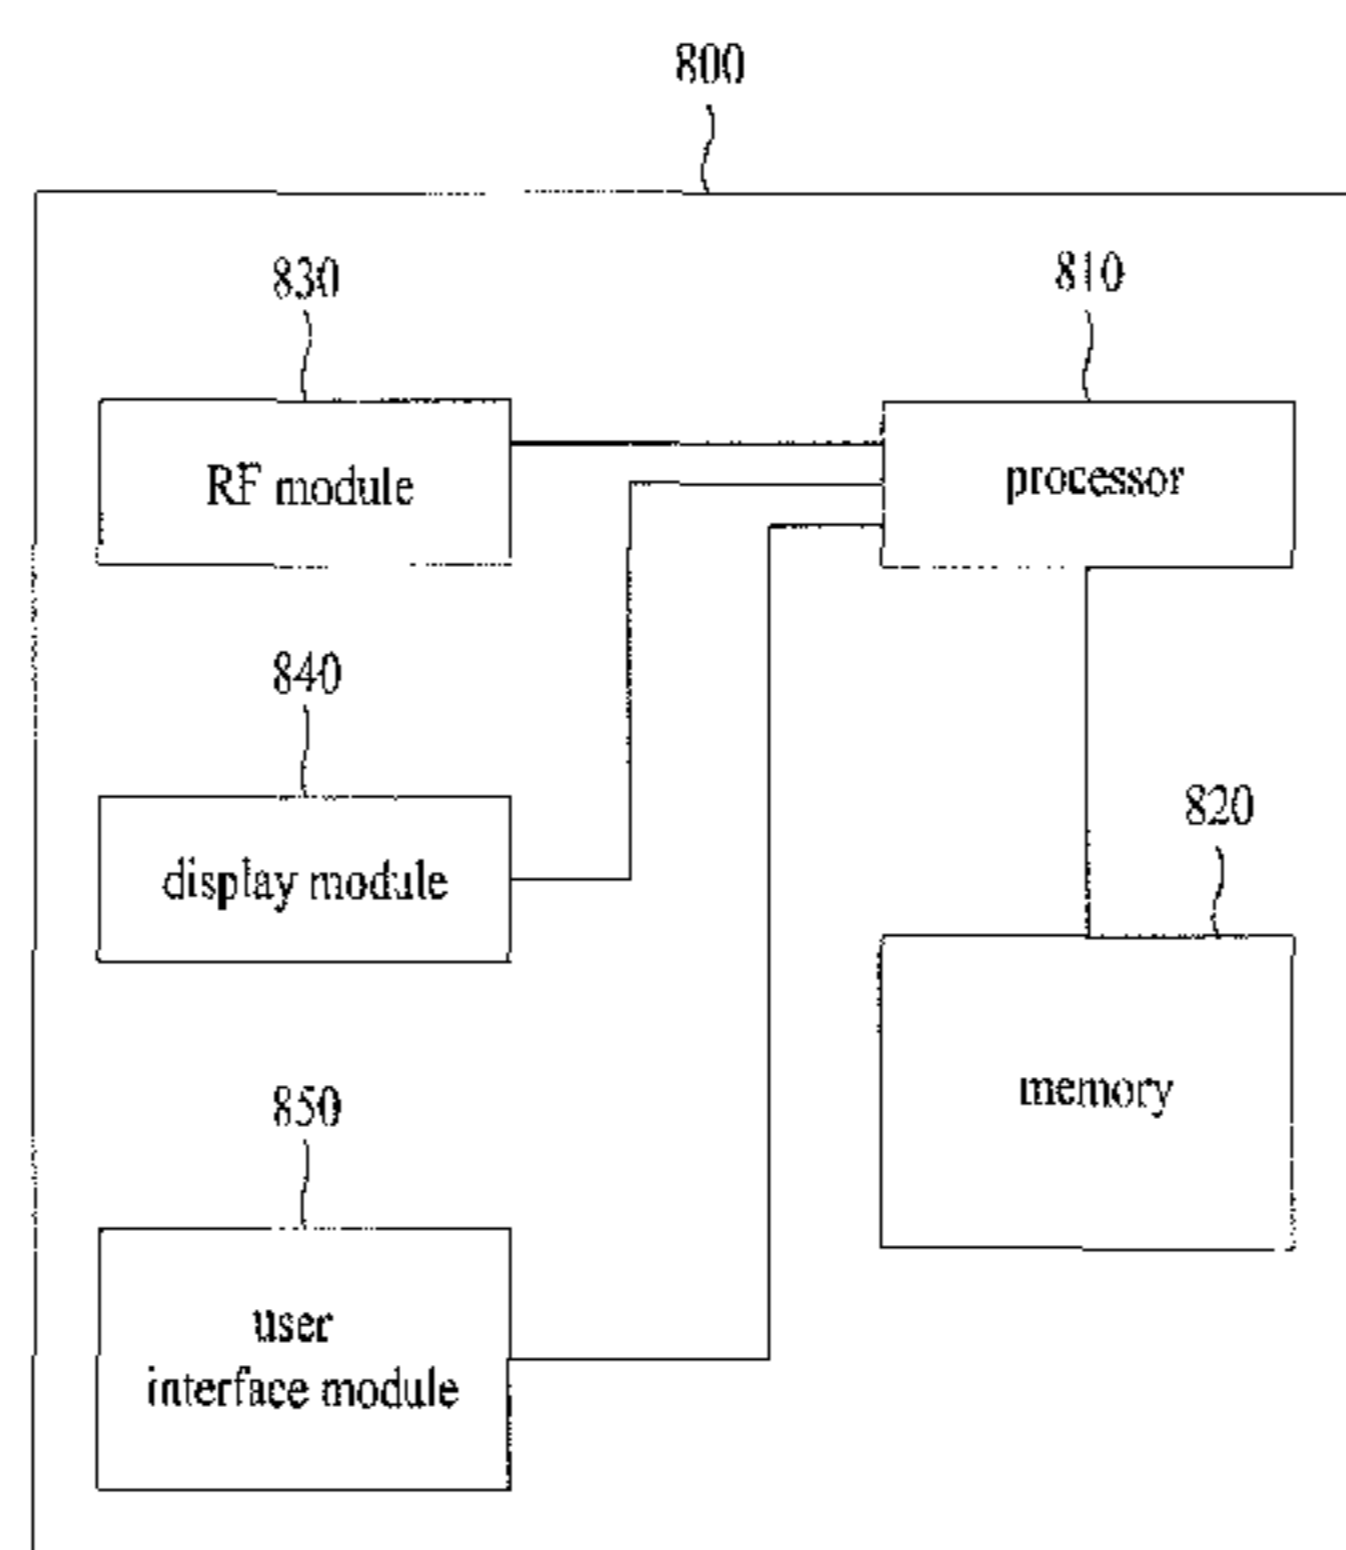 800
830
810
RF module
processor
840
820
display module
memory
850
user
interface module